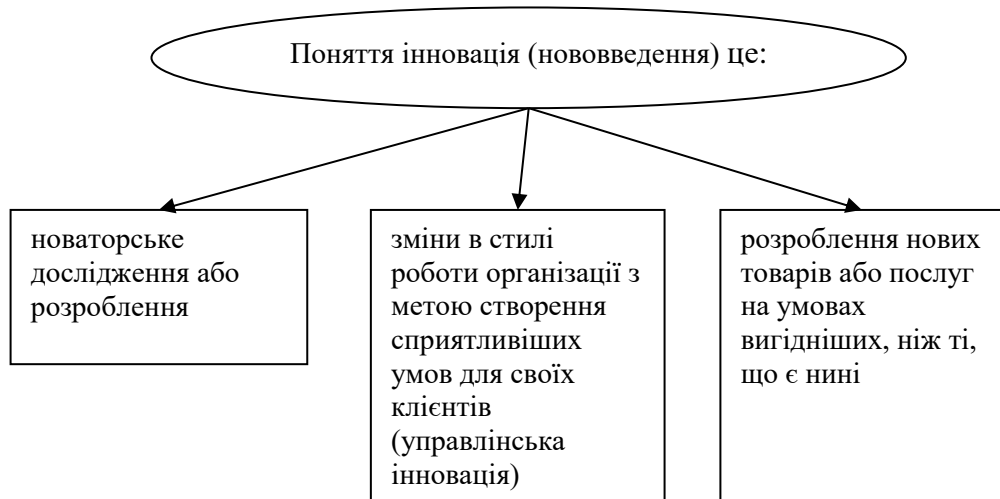 Поняття інновація (нововведення) це:
новаторське
дослідження або
розроблення
зміни в стилі
роботи організації з
метою створення
сприятливіших
умов для своїх
клієнтів
(управлінська
інновація)
розроблення нових
товарів або послуг
на умовах
вигідніших, ніж ті,
що є нині